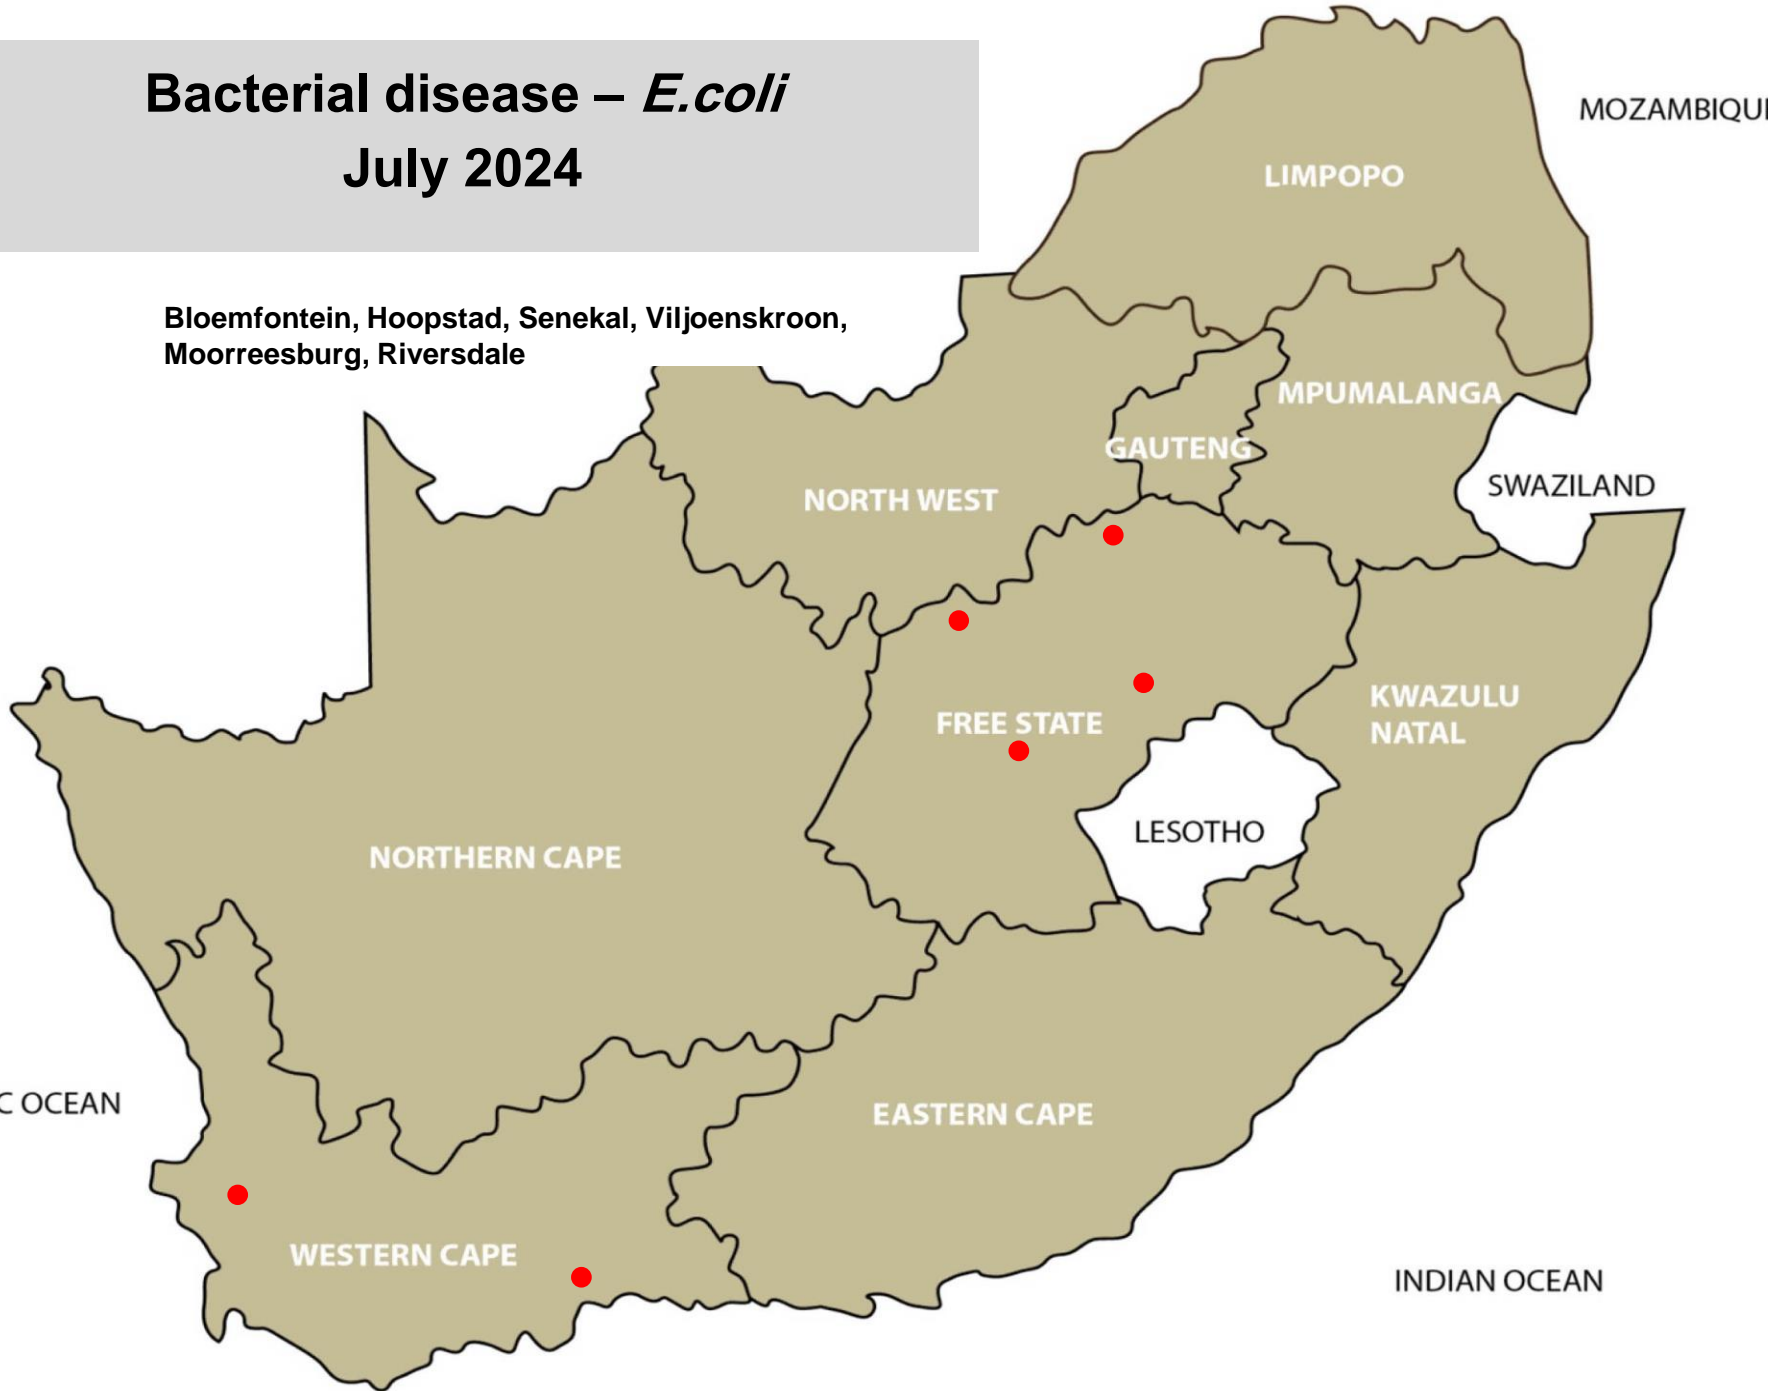 Bacterial disease – E.coli
July 2024
MOZAMBIQU
LIMPOPO
Bloemfontein, Hoopstad, Senekal, Viljoenskroon,
Moorreesburg, Riversdale
MPUMALANGA
GAUTENG
SWAZILAND
NORTH WEST
KWAZULU
NATAL
FREE STATE
LESOTHO
NORTHERN CAPE
C OCEAN
EASTERN CAPE
WESTERN CAPE
INDIAN OCEAN